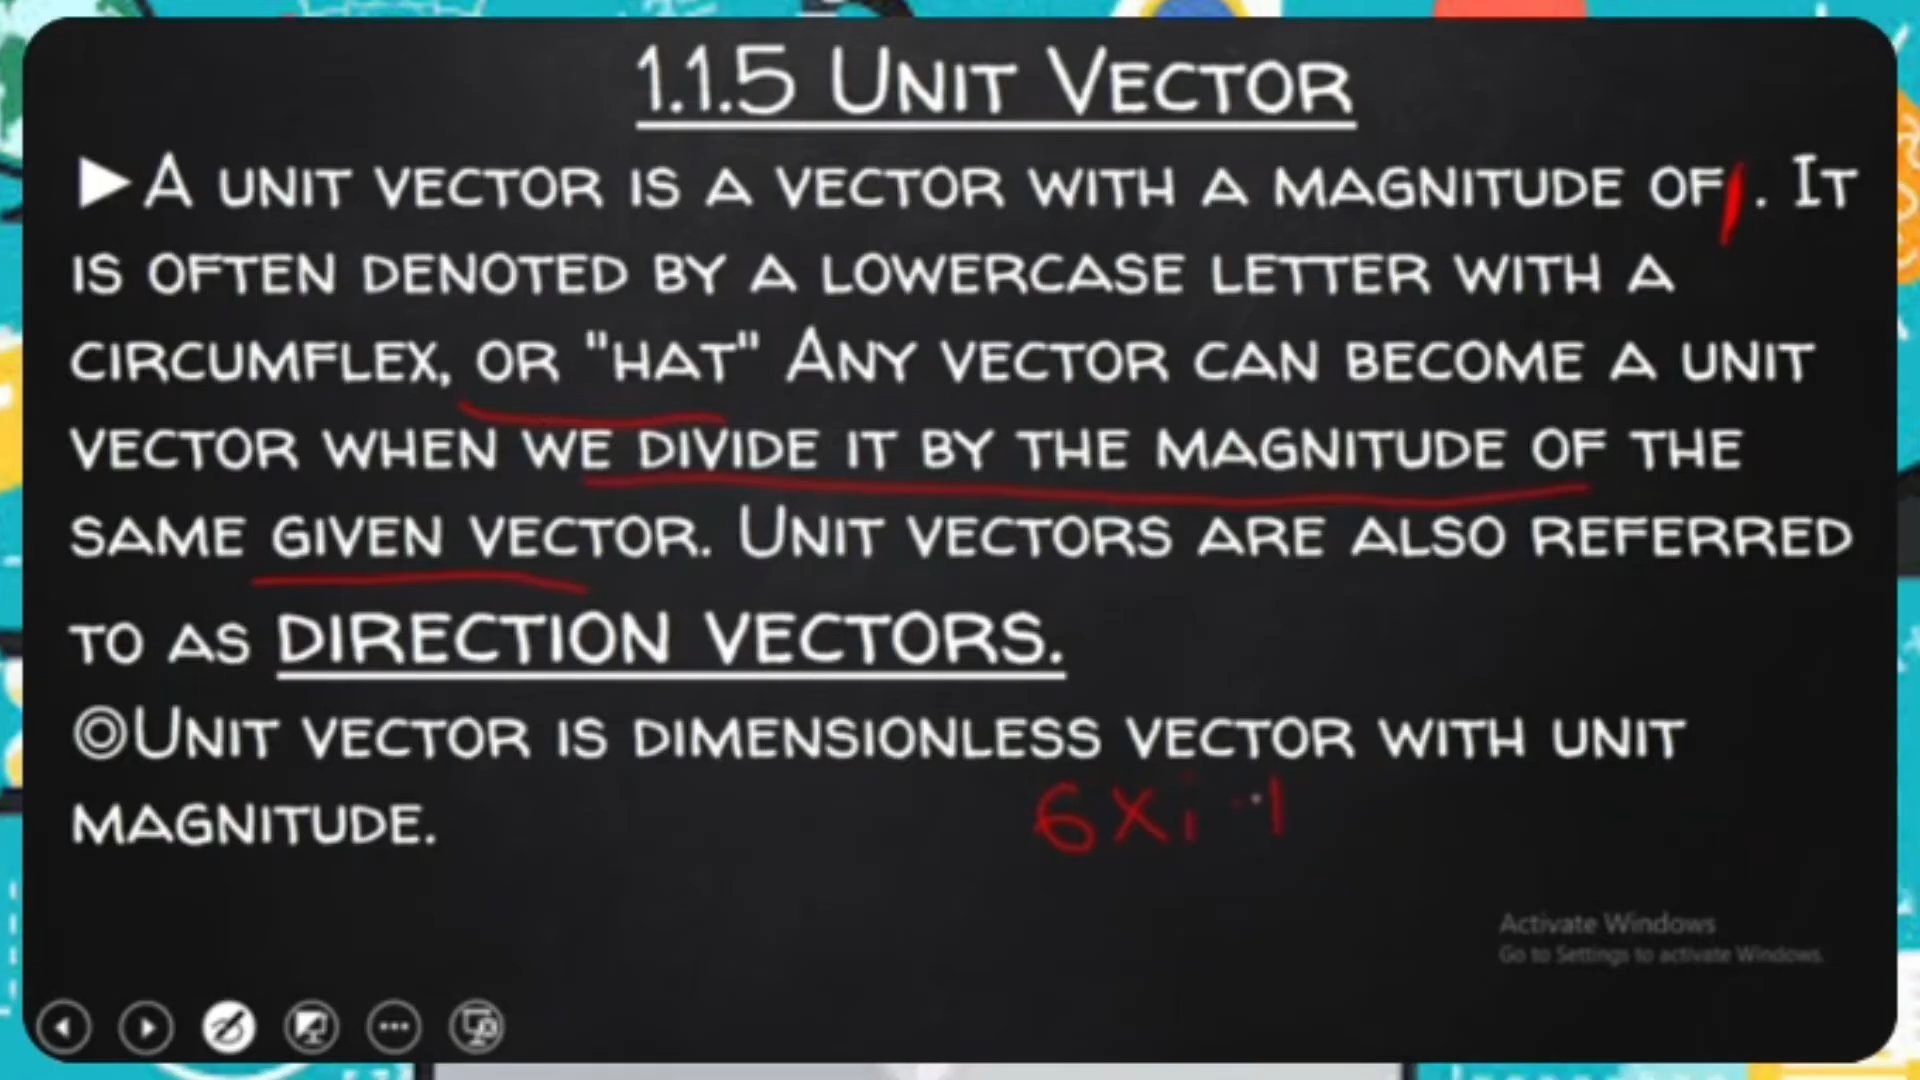 1.1.5 Unit Vector
▶A unit vector is a vector with a magnitude of 1. It
is often denoted by a lowercase letter with a
circumflex, or "hat" Any vector can become a unit
vector when we divide it by the magnitude of the
same given vector. Unit vectors are also referred
to as DIRECTION VECTORS.
◎Unit vector is dimensionless vector with unit
magnitude.
6 x i - 1
Activate Windows
Go to Settings to activate Windows.